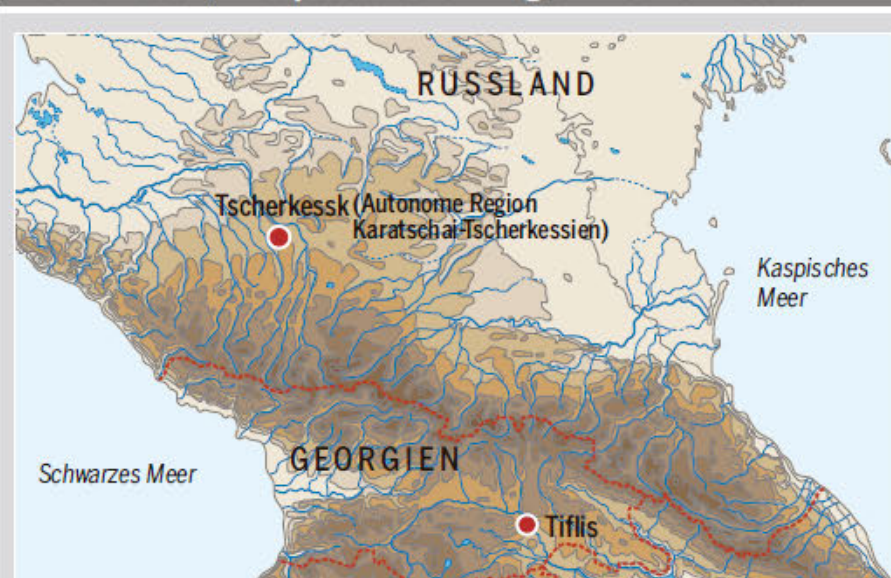 RUSSLAND
Tscherkessk (Autonome Region
Karatschai-Tscherkessien)
Kaspisches
Meer
Schwarzes Meer
GEORGIEN
Tiflis